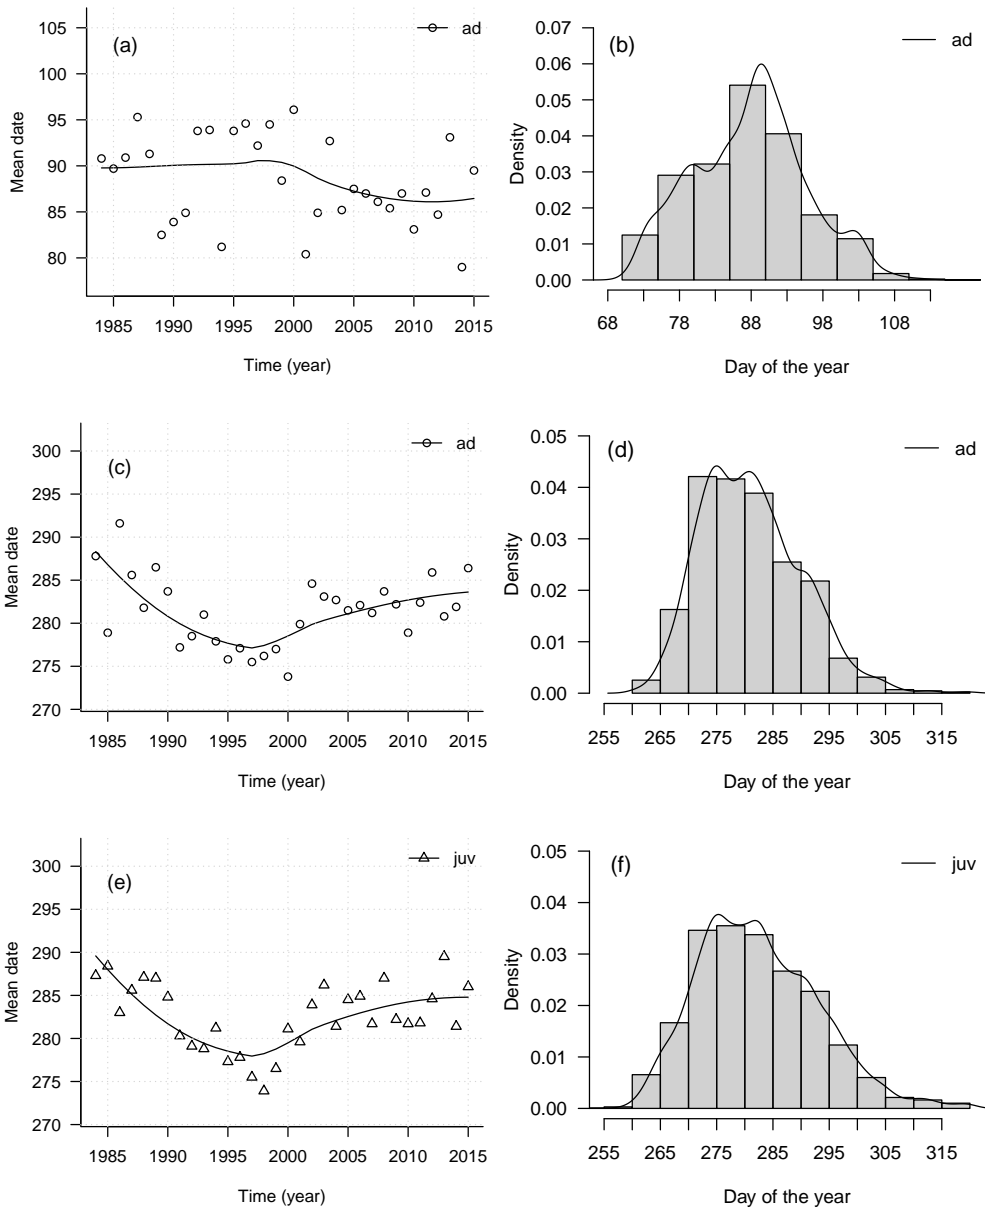 (a)
ad
105
100
95
90
85
80
Mean date
1985 1990 1995 2000 2005 2010 2015
Time (year)
(b)
ad
0.07
0.06
0.05
0.04
0.03
0.02
0.01
0.00
Density
68 78 88 98 108
Day of the year
(c)
ad
300
295
290
285
280
275
270
Mean date
1985 1990 1995 2000 2005 2010 2015
Time (year)
(d)
ad
0.05
0.04
0.03
0.02
0.01
0.00
Density
255 265 275 285 295 305 315
Day of the year
(e)
juv
300
295
290
285
280
275
270
Mean date
1985 1990 1995 2000 2005 2010 2015
Time (year)
(f)
juv
0.05
0.04
0.03
0.02
0.01
0.00
Density
255 265 275 285 295 305 315
Day of the year